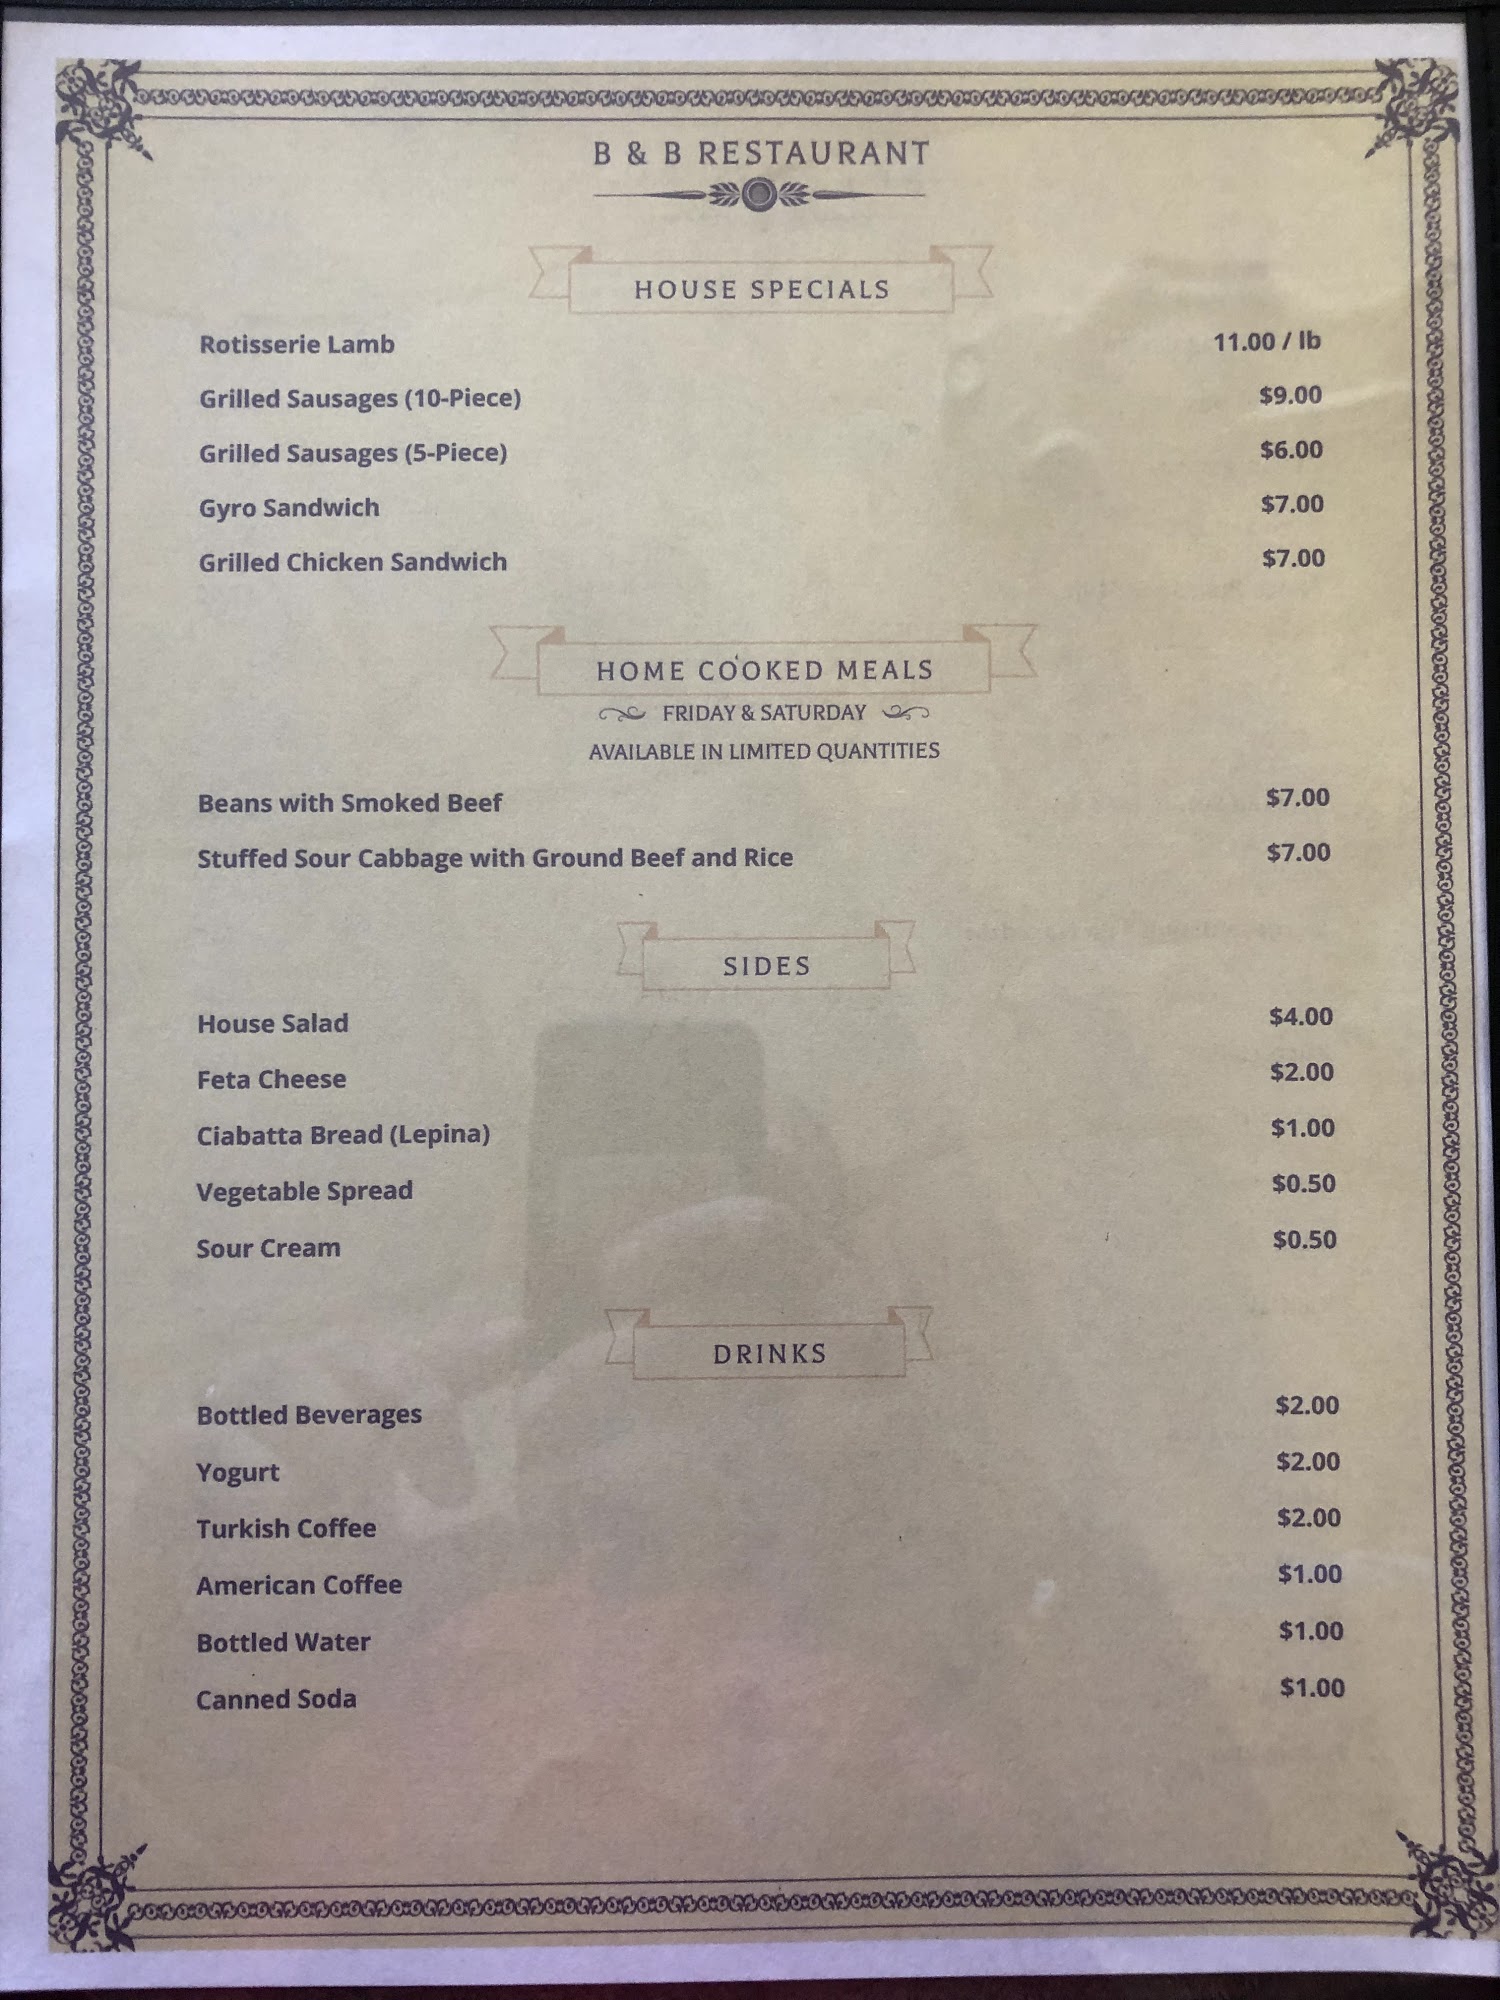 B & B RESTAURANT
HOUSE SPECIALS
Rotisserie Lamb 11.00 / lb
Grilled Sausages (10-Piece) $9.00
Grilled Sausages (5-Piece) $6.00
Gyro Sandwich $7.00
Grilled Chicken Sandwich $7.00
HOME COOKED MEALS
FRIDAY & SATURDAY
AVAILABLE IN LIMITED QUANTITIES
Beans with Smoked Beef $7.00
Stuffed Sour Cabbage with Ground Beef and Rice $7.00
SIDES
House Salad $4.00
Feta Cheese $2.00
Ciabatta Bread (Lepina) $1.00
Vegetable Spread $0.50
Sour Cream $0.50
DRINKS
Bottled Beverages $2.00
Yogurt $2.00
Turkish Coffee $2.00
American Coffee $1.00
Bottled Water $1.00
Canned Soda $1.00